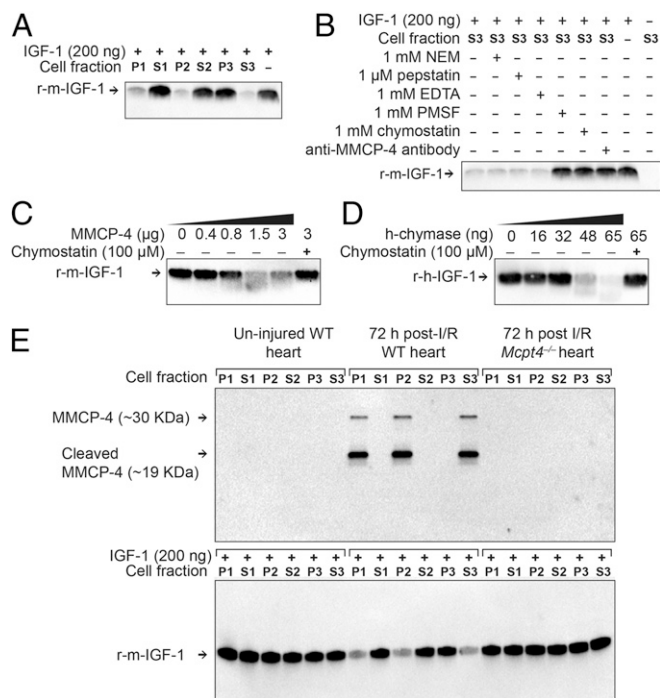 A
IGF-1 (200 ng) + + + + + + +
Cell fraction P1 S1 P2 S2 P3 S3 –
r-m-IGF-1 →
B
IGF-1 (200 ng) + + + + + + + + –
Cell fraction S3 S3 S3 S3 S3 S3 S3 – S3
1 mM NEM – + – – – – – – –
1 µM pepstatin – – + – – – – – –
1 mM EDTA – – – + – – – – –
1 mM PMSF – – – – + – – – –
1 mM chymostatin – – – – – + – – –
anti-MMCP-4 antibody – – – – – – + – –
r-m-IGF-1→
C
MMCP-4 (µg) 0 0.4 0.8 1.5 3 3
Chymostatin (100 µM) – – – – – +
r-m-IGF-1 →
D
h-chymase (ng) 0 16 32 48 65 65
Chymostatin (100 µM) – – – – – +
r-h-IGF-1→
E
Un-injured WT heart
72 h post-I/R WT heart
72 h post I/R Mcpt4–/– heart
Cell fraction P1 S1 P2 S2 P3 S3 P1 S1 P2 S2 P3 S3 P1 S1 P2 S2 P3 S3
MMCP-4 (~30 KDa) →
Cleaved →
MMCP-4 (~19 KDa)
IGF-1 (200 ng) + + + + + + + + + + + + + + + + + +
Cell fraction P1 S1 P2 S2 P3 S3 P1 S1 P2 S2 P3 S3 P1 S1 P2 S2 P3 S3
r-m-IGF-1 →